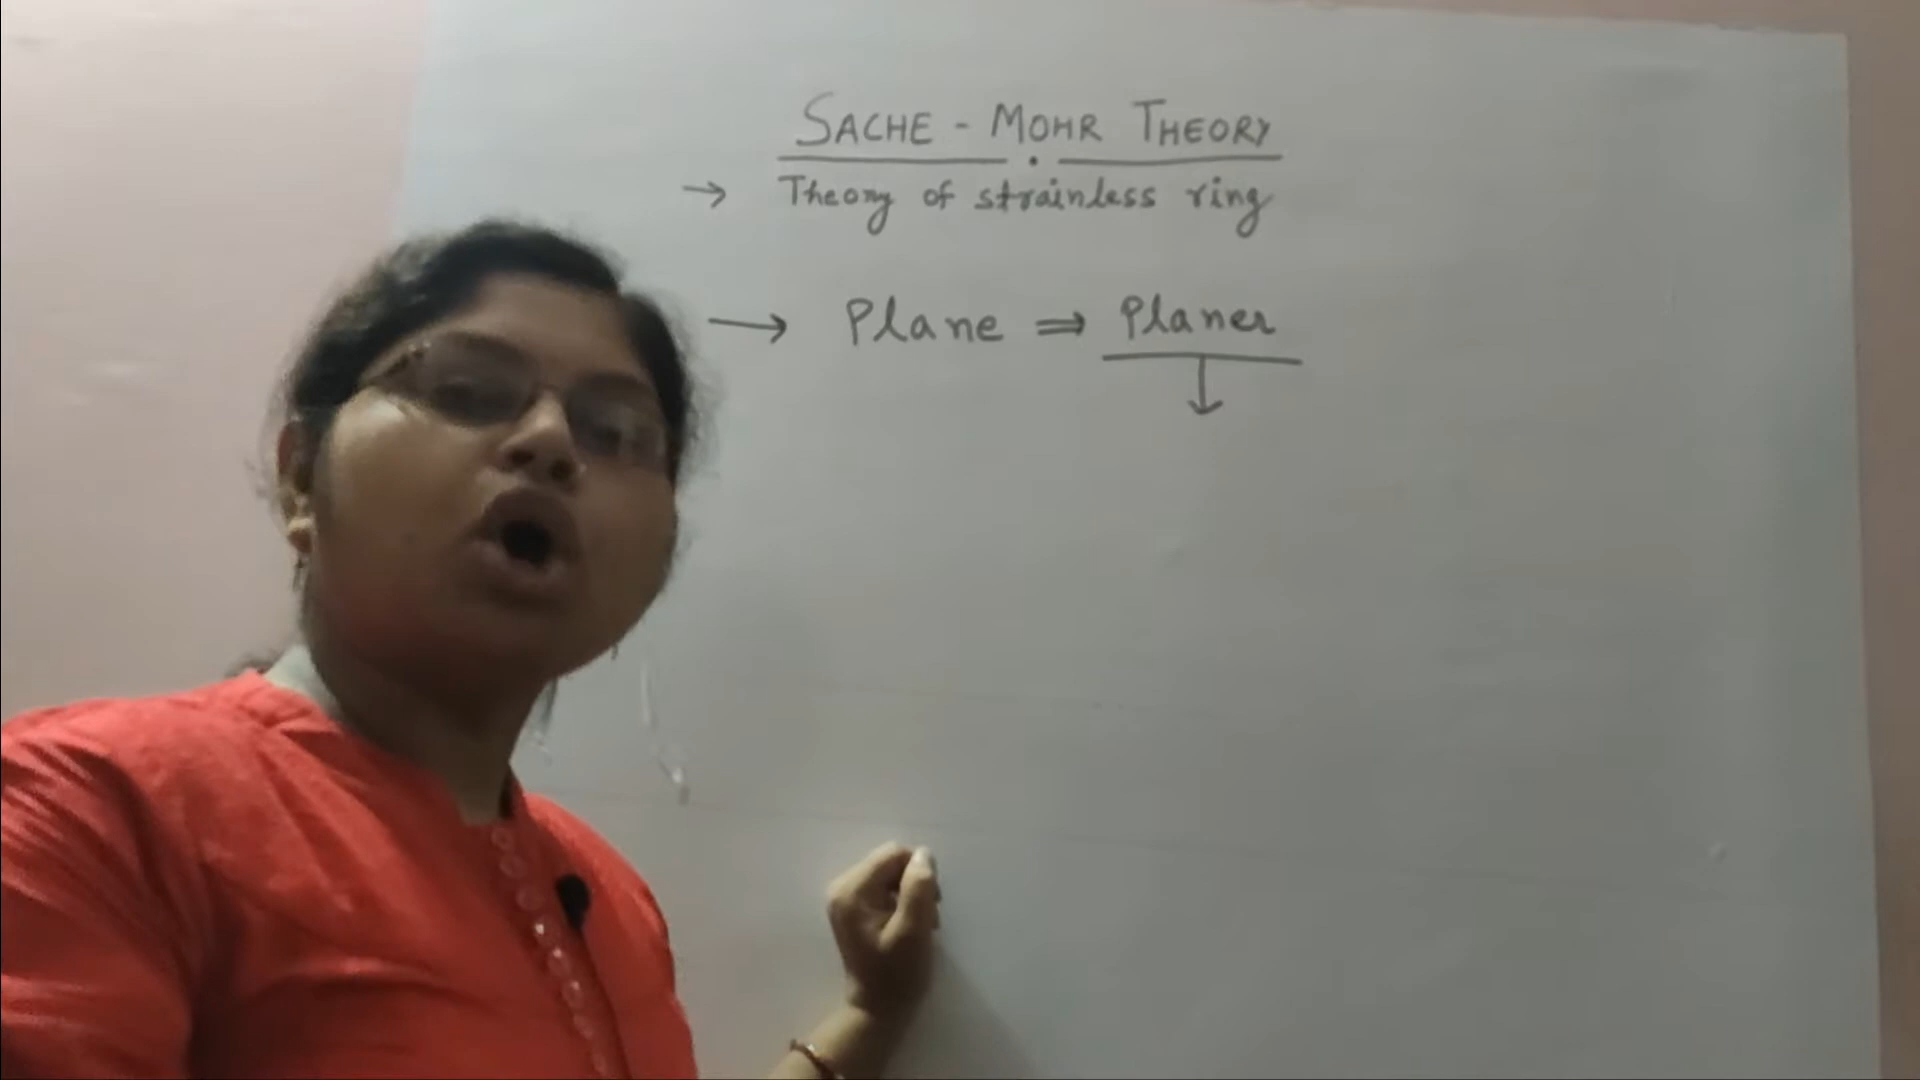 SACHE - MOHR THEORY
→ Theory of strainless ring
→ Plane ⇒ Planer
↓